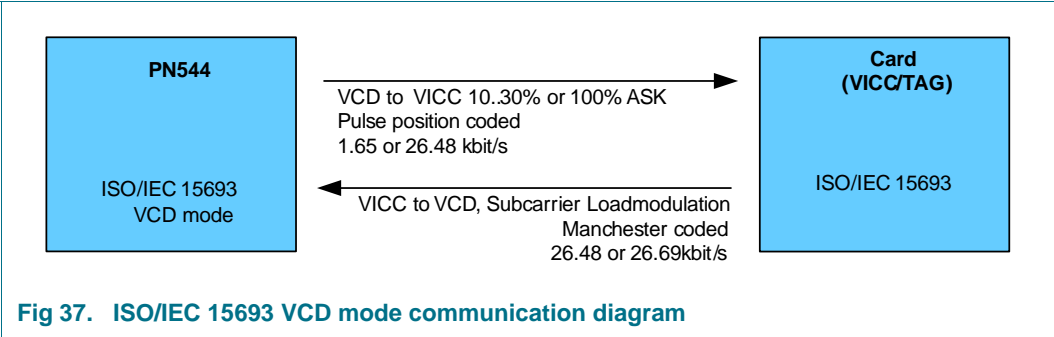 PN544
ISO/IEC 15693
VCD mode
VCD to VICC 10..30% or 100% ASK
Pulse position coded
1.65 or 26.48 kbit/s
VICC to VCD, Subcarrier Loadmodulation
Manchester coded
26.48 or 26.69kbit/s
Card
(VICC/TAG)
ISO/IEC 15693
Fig 37. ISO/IEC 15693 VCD mode communication diagram